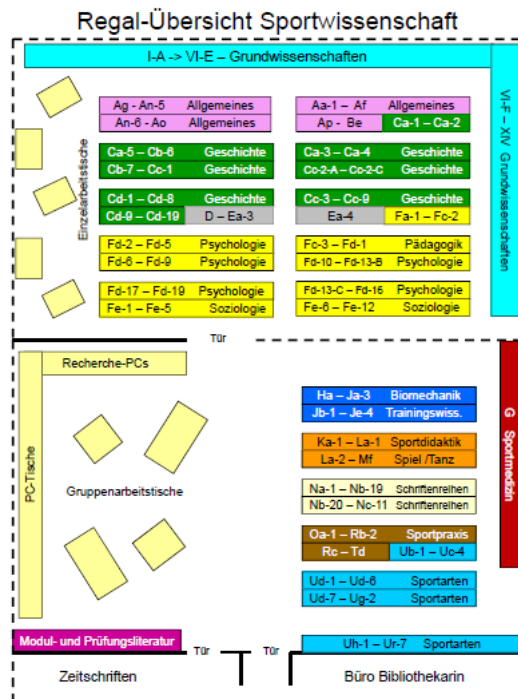 Regal-Übersicht Sportwissenschaft
I-A -> VI-E – Grundwissenschaften
VI-F – XIV Grundwissenschaften
Einzelarbeitstische
Ag - An-5 Allgemeines
An-6 - Ao Allgemeines
Aa-1 – Af Allgemeines
Ap - Be Ca-1 – Ca-2
Ca-5 – Cb-6 Geschichte
Cb-7 – Cc-1 Geschichte
Ca-3 – Ca-4 Geschichte
Cc-2-A – Cc-2-C Geschichte
Cd-1 – Cd-8 Geschichte
Cd-9 – Cd-19 D – Ea-3
Cc-3 – Cc-9 Geschichte
Ea-4 Fa-1 – Fc-2
Fd-2 – Fd-5 Psychologie
Fd-6 – Fd-9 Psychologie
Fc-3 – Fd-1 Pädagogik
Fd-10 – Fd-13-B Psychologie
Fd-17 – Fd-19 Psychologie
Fe-1 – Fe-5 Soziologie
Fd-13-C – Fd-16 Psychologie
Fe-6 – Fe-12 Soziologie
Tür
Recherche-PCs
PC-Tische
Gruppenarbeitstische
G Sportmedizin
Ha – Ja-3 Biomechanik
Jb-1 – Je-4 Trainingswiss.
Ka-1 – La-1 Sportdidaktik
La-2 – Mf Spiel /Tanz
Na-1 – Nb-19 Schriftenreihen
Nb-20 – Nc-11 Schriftenreihen
Oa-1 – Rb-2 Sportpraxis
Rc – Td Ub-1 – Uc-4
Ud-1 – Ud-6 Sportarten
Ud-7 – Ug-2 Sportarten
Modul- und Prüfungsliteratur
Tür
Tür
Uh-1 – Ur-7 Sportarten
Zeitschriften
Büro Bibliothekarin